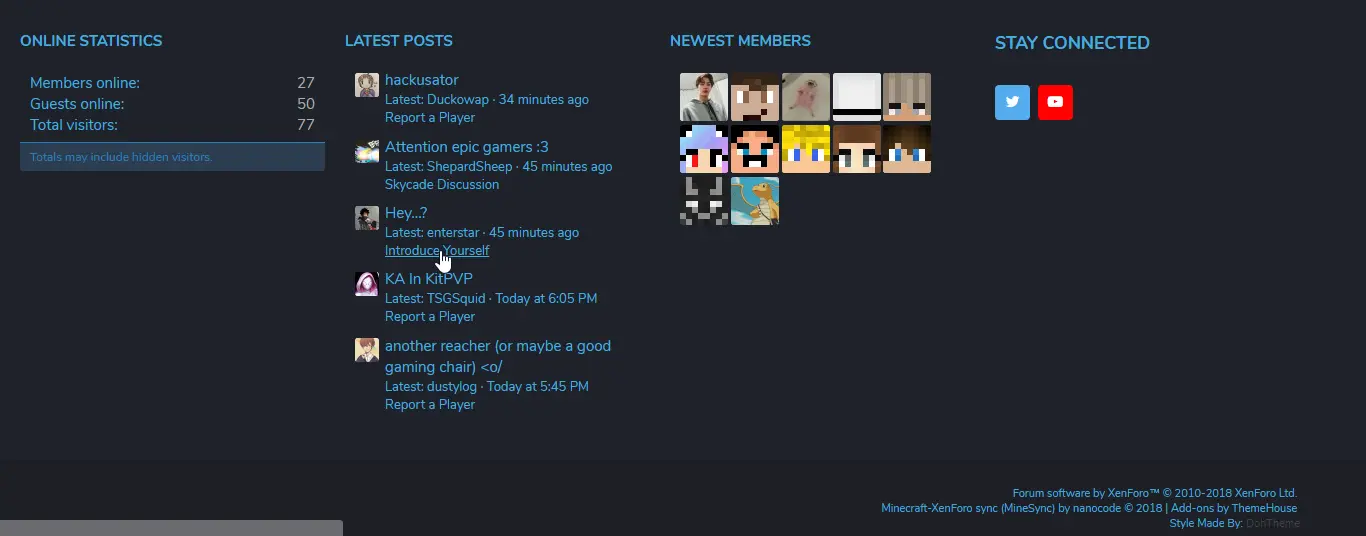 ONLINE STATISTICS
Members online: 27
Guests online: 50
Total visitors: 77
Totals may include hidden visitors.
LATEST POSTS
hackusator
Latest: Duckowap · 34 minutes ago
Report a Player
Attention epic gamers :3
Latest: ShepardSheep · 45 minutes ago
Skycade Discussion
Hey...?
Latest: enterstar · 45 minutes ago
Introduce Yourself
KA In KitPVP
Latest: TSGSquid · Today at 6:05 PM
Report a Player
another reacher (or maybe a good
gaming chair) <o/
Latest: dustylog · Today at 5:45 PM
Report a Player
NEWEST MEMBERS
STAY CONNECTED
Forum software by XenForo™ © 2010-2018 XenForo Ltd.
Minecraft-XenForo sync (MineSync) by nanocode © 2018 | Add-ons by ThemeHouse
Style Made By: DohTheme